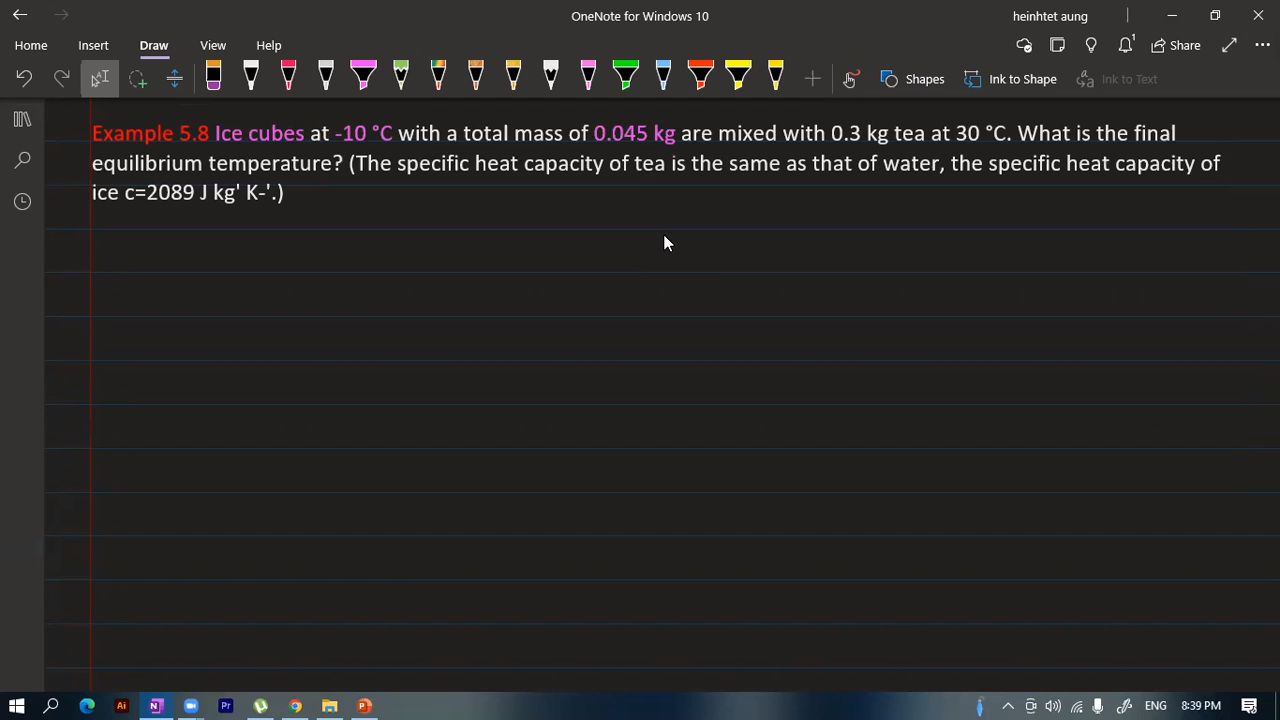 OneNote for Windows 10
heinhtet aung
Home Insert Draw View Help
Share
Shapes
Ink to Shape
Ink to Text
Example 5.8 Ice cubes at -10 °C with a total mass of 0.045 kg are mixed with 0.3 kg tea at 30 °C. What is the final
equilibrium temperature? (The specific heat capacity of tea is the same as that of water, the specific heat capacity of
ice c=2089 J kg' K-'.)
ENG
8:39 PM